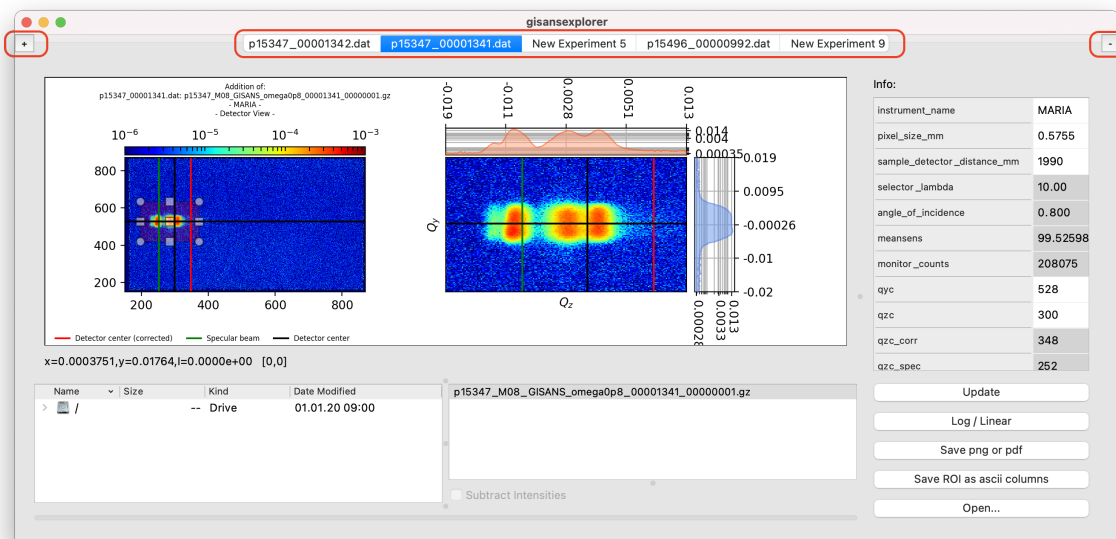 gisansexplorer
+
p15347_00001342.dat p15347_00001341.dat New Experiment 5 p15496_00000992.dat New Experiment 9
-
Addition of:
p15347_00001341.dat: p15347_M08_GISANS_omega0p8_00001341_00000001.gz
- MARIA -
- Detector View -
10⁻⁶ 10⁻⁵ 10⁻⁴ 10⁻³
800
600
400
200
200 400 600 800
Detector center (corrected) Specular beam Detector center
-0.019 -0.011 0.0028 0.0051 0.013
0.014
0.004
0.00035
Qy
Qz
0.019
0.0095
-0.00026
-0.01
-0.02
0.00028 0.0033 0.013
x=0.0003751,y=0.01764,I=0.0000e+00 [0,0]
Name Size Kind Date Modified
/ -- Drive 01.01.20 09:00
p15347_M08_GISANS_omega0p8_00001341_00000001.gz
Subtract Intensities
Info:
instrument_name MARIA
pixel_size_mm 0.5755
sample_detector_distance_mm 1990
selector_lambda 10.00
angle_of_incidence 0.800
meansens 99.52598
monitor_counts 208075
qyc 528
qzc 300
qzc_corr 348
qzc_spec 252
Update
Log / Linear
Save png or pdf
Save ROI as ascii columns
Open...